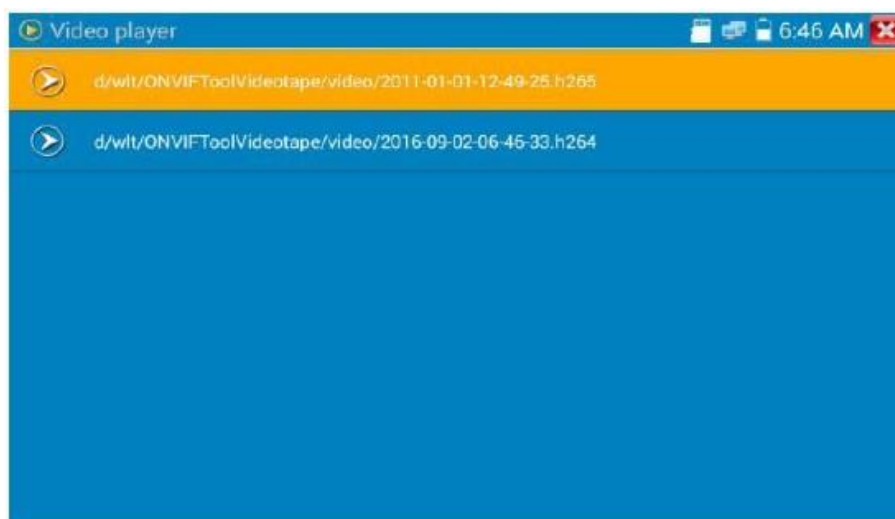 Video player
6:46 AM
d/wlt/ONVIFToolVideotape/video/2011-01-01-12-49-25.h265
d/wlt/ONVIFToolVideotape/video/2016-09-02-06-46-33.h264